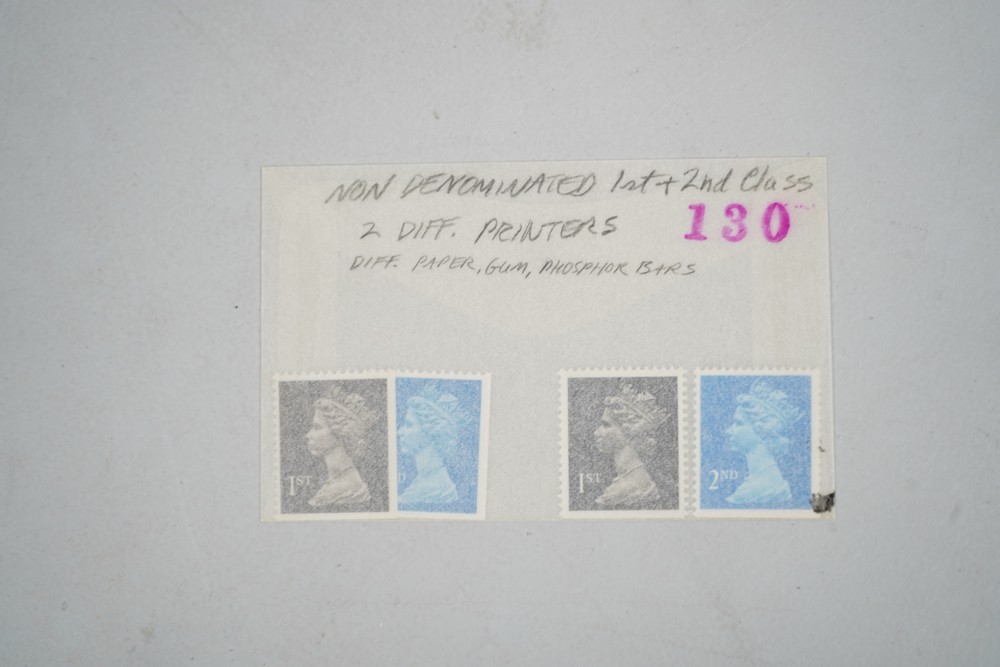 NON DENOMINATED 1st + 2nd Class
130
2 DIFF. PRINTERS
DIFF. PAPER, GUM, PHOSPHOR BARS
1ST
D
1ST
2ND